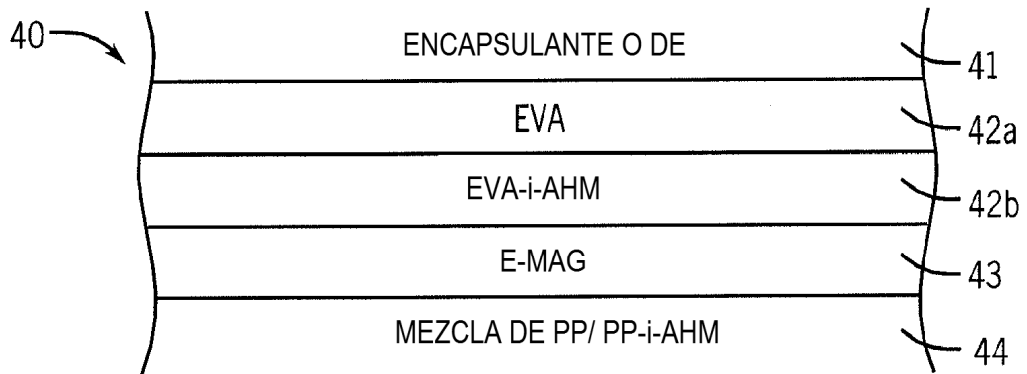 40
ENCAPSULANTE O DE
41
EVA
42a
EVA-i-AHM
42b
E-MAG
43
MEZCLA DE PP/ PP-i-AHM
44